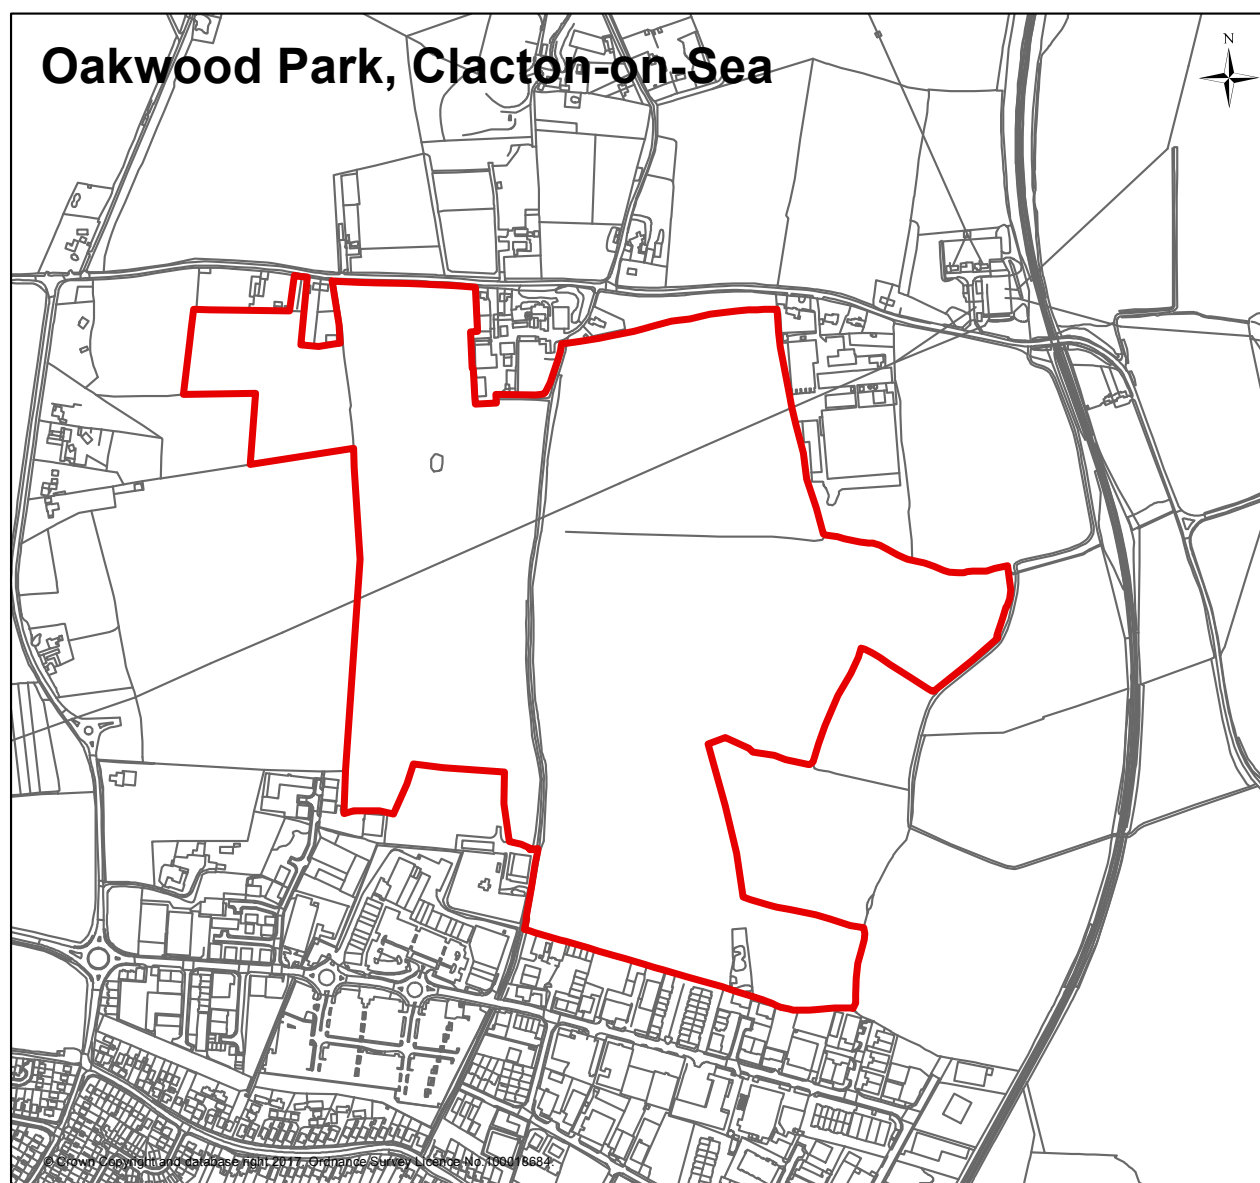 Oakwood Park, Clacton-on-Sea
N
© Crown Copyright and database right 2017. Ordnance Survey Licence No.100018684.